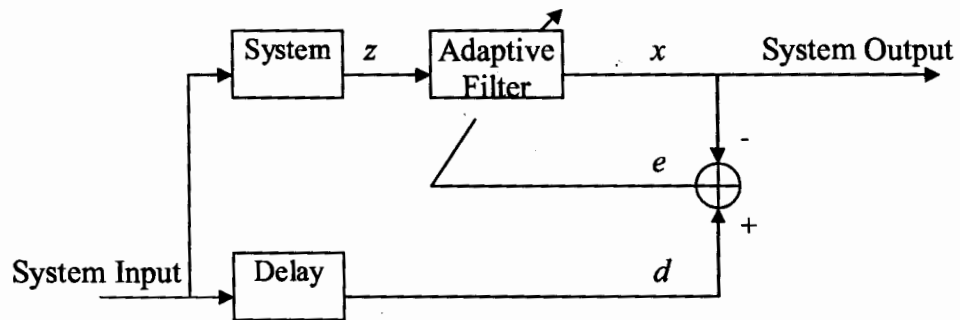 System
z
Adaptive
Filter
x
System Output
-
e
+
System Input
Delay
d